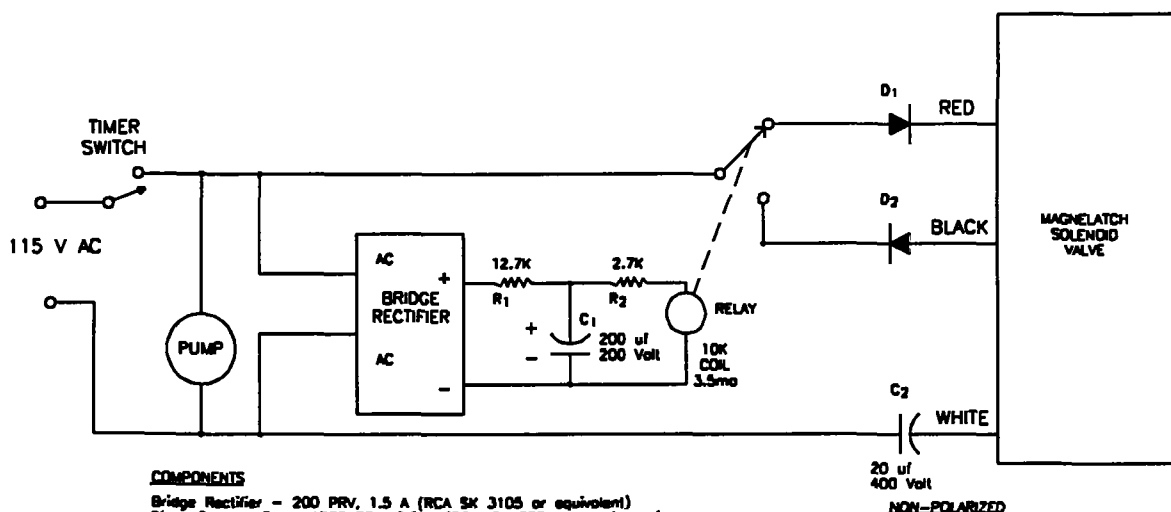 TIMER
SWITCH
115 V AC
PUMP
AC
BRIDGE
RECTIFIER
AC
+
-
12.7K
R1
2.7K
R2
+
-
C1
200 uf
200 Volt
RELAY
10K
COIL
3.5ma
D1
RED
D2
BLACK
MAGNELATCH
SOLENOID
VALVE
C2
WHITE
20 uf
400 Volt
NON-POLARIZED
COMPONENTS
Bridge Rectifier - 200 PRV, 1.5 A (RCA SK 3105 or equivalent)